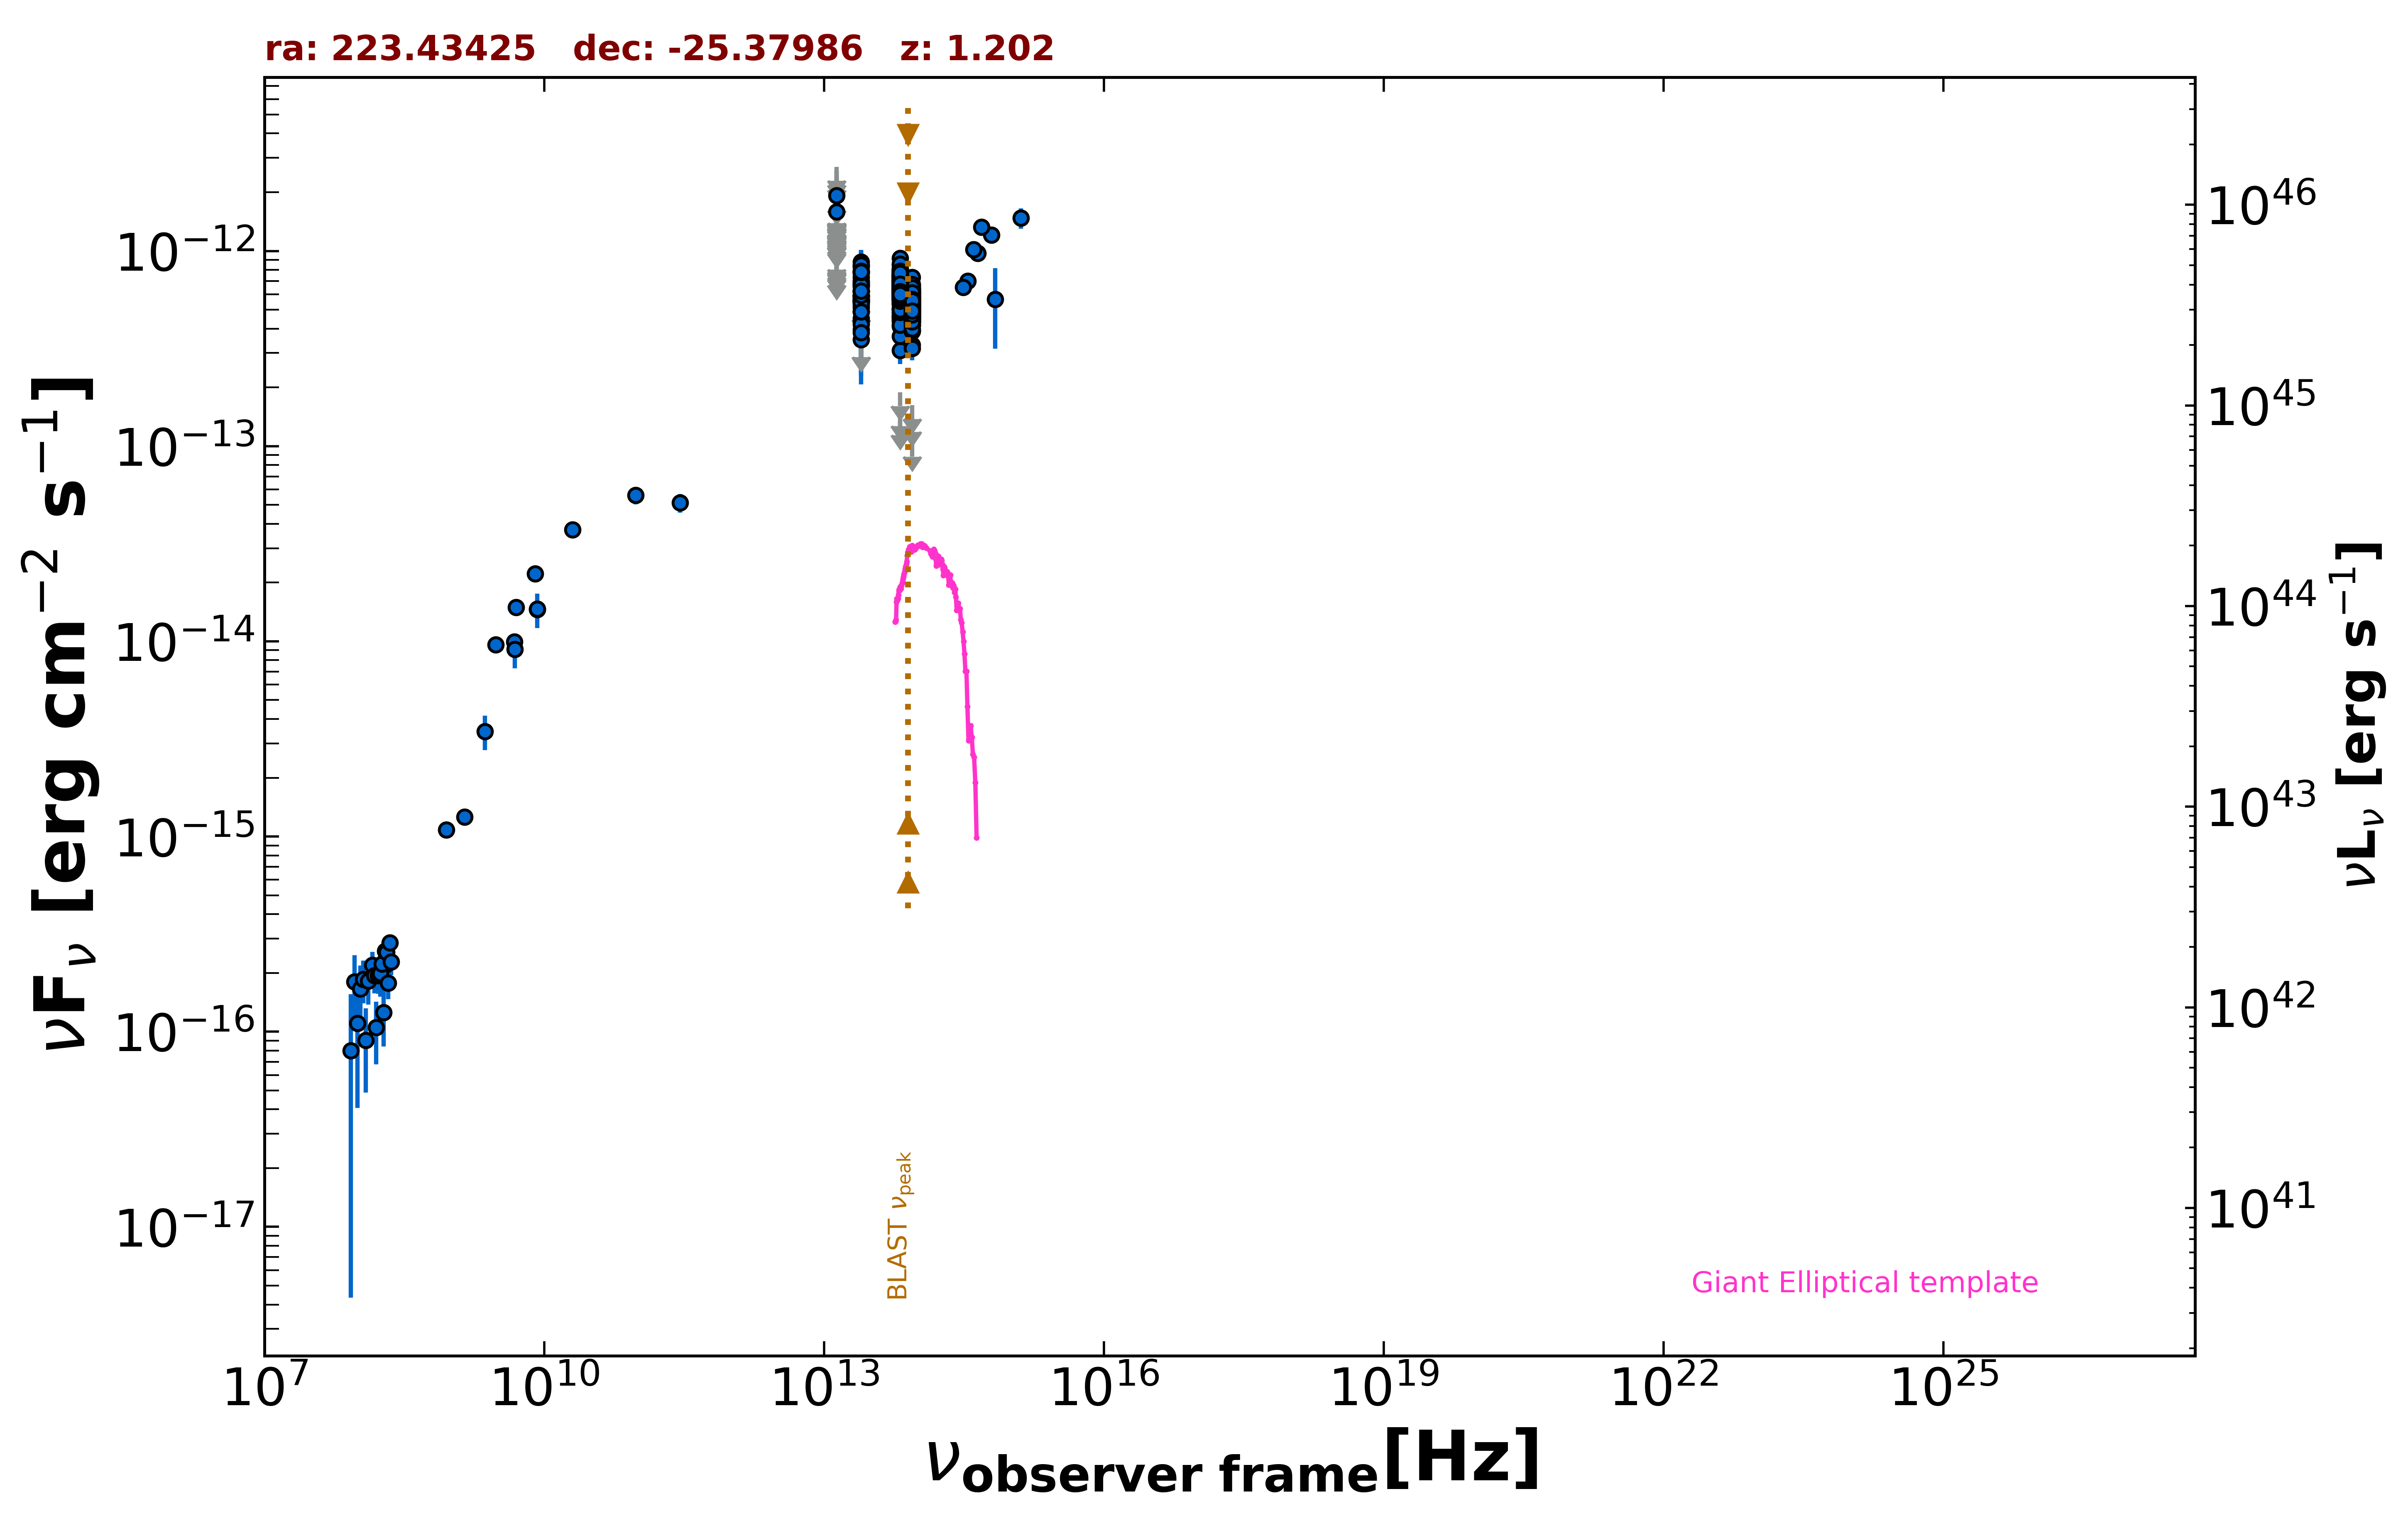 ra: 223.43425   dec: -25.37986   z: 1.202
νF_ν [erg cm⁻² s⁻¹]
10⁻¹²
10⁻¹³
10⁻¹⁴
10⁻¹⁵
10⁻¹⁶
10⁻¹⁷
10⁴⁶
10⁴⁵
10⁴⁴
10⁴³
10⁴²
10⁴¹
νL_ν [erg s⁻¹]
BLAST ν_peak
Giant Elliptical template
10⁷ 10¹⁰ 10¹³ 10¹⁶ 10¹⁹ 10²² 10²⁵
ν_observer frame[Hz]